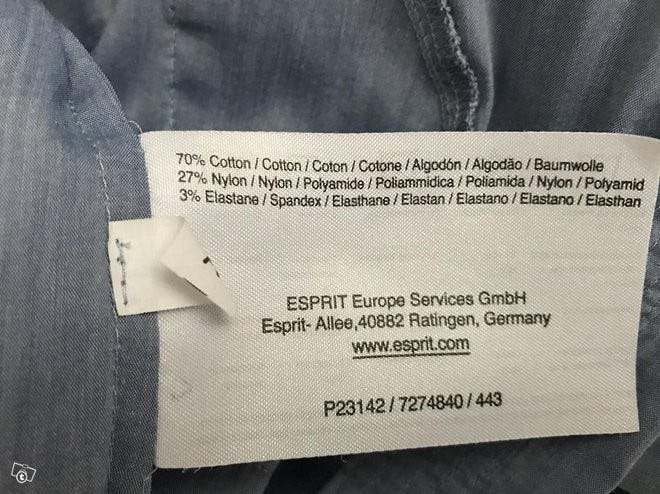 70% Cotton / Cotton / Coton / Cotone / Algodón / Algodão / Baumwolle
27% Nylon / Nylon / Polyamide / Poliammidica / Poliamida / Nylon / Polyamid
3% Elastane / Spandex / Elasthane / Elastan / Elastano / Elastano / Elasthan
ESPRIT Europe Services GmbH
Esprit- Allee,40882 Ratingen, Germany
www.esprit.com
P23142 / 7274840 / 443